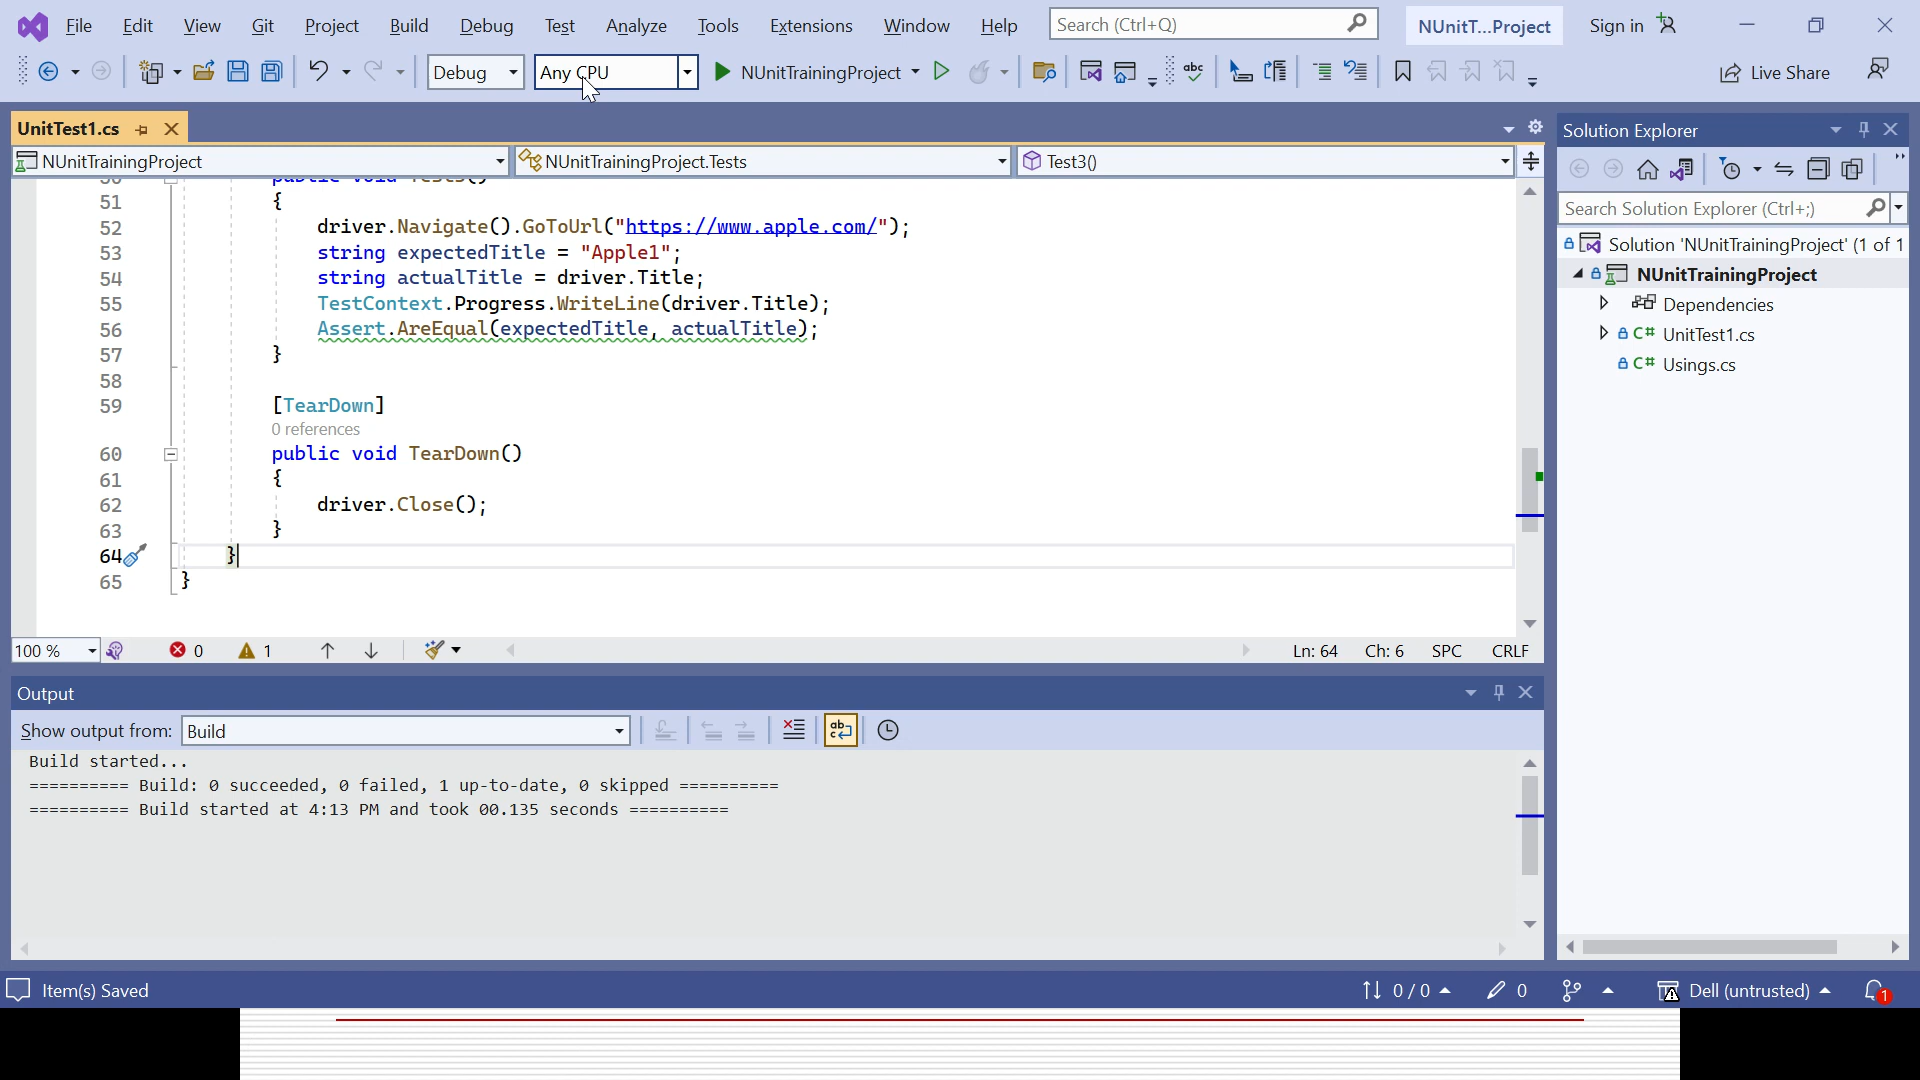 File Edit View Git Project Build Debug Test Analyze Tools Extensions Window Help Search (Ctrl+Q) NUnitT...Project Sign in
Debug Any CPU NUnitTrainingProject Live Share
UnitTest1.cs
NUnitTrainingProject NUnitTrainingProject.Tests Test3()
51 {
52 driver.Navigate().GoToUrl("https://www.apple.com/");
53 string expectedTitle = "Apple1";
54 string actualTitle = driver.Title;
55 TestContext.Progress.WriteLine(driver.Title);
56 Assert.AreEqual(expectedTitle, actualTitle);
57 }
58
59 [TearDown]
0 references
60 public void TearDown()
61 {
62 driver.Close();
63 }
64 }
65 }
100 % 0 1 Ln: 64 Ch: 6 SPC CRLF
Output
Show output from: Build
Build started...
========== Build: 0 succeeded, 0 failed, 1 up-to-date, 0 skipped ==========
========== Build started at 4:13 PM and took 00.135 seconds ==========
Solution Explorer
Search Solution Explorer (Ctrl+;)
Solution 'NUnitTrainingProject' (1 of 1
NUnitTrainingProject
Dependencies
C# UnitTest1.cs
C# Usings.cs
Item(s) Saved 0 / 0 0 Dell (untrusted) 1